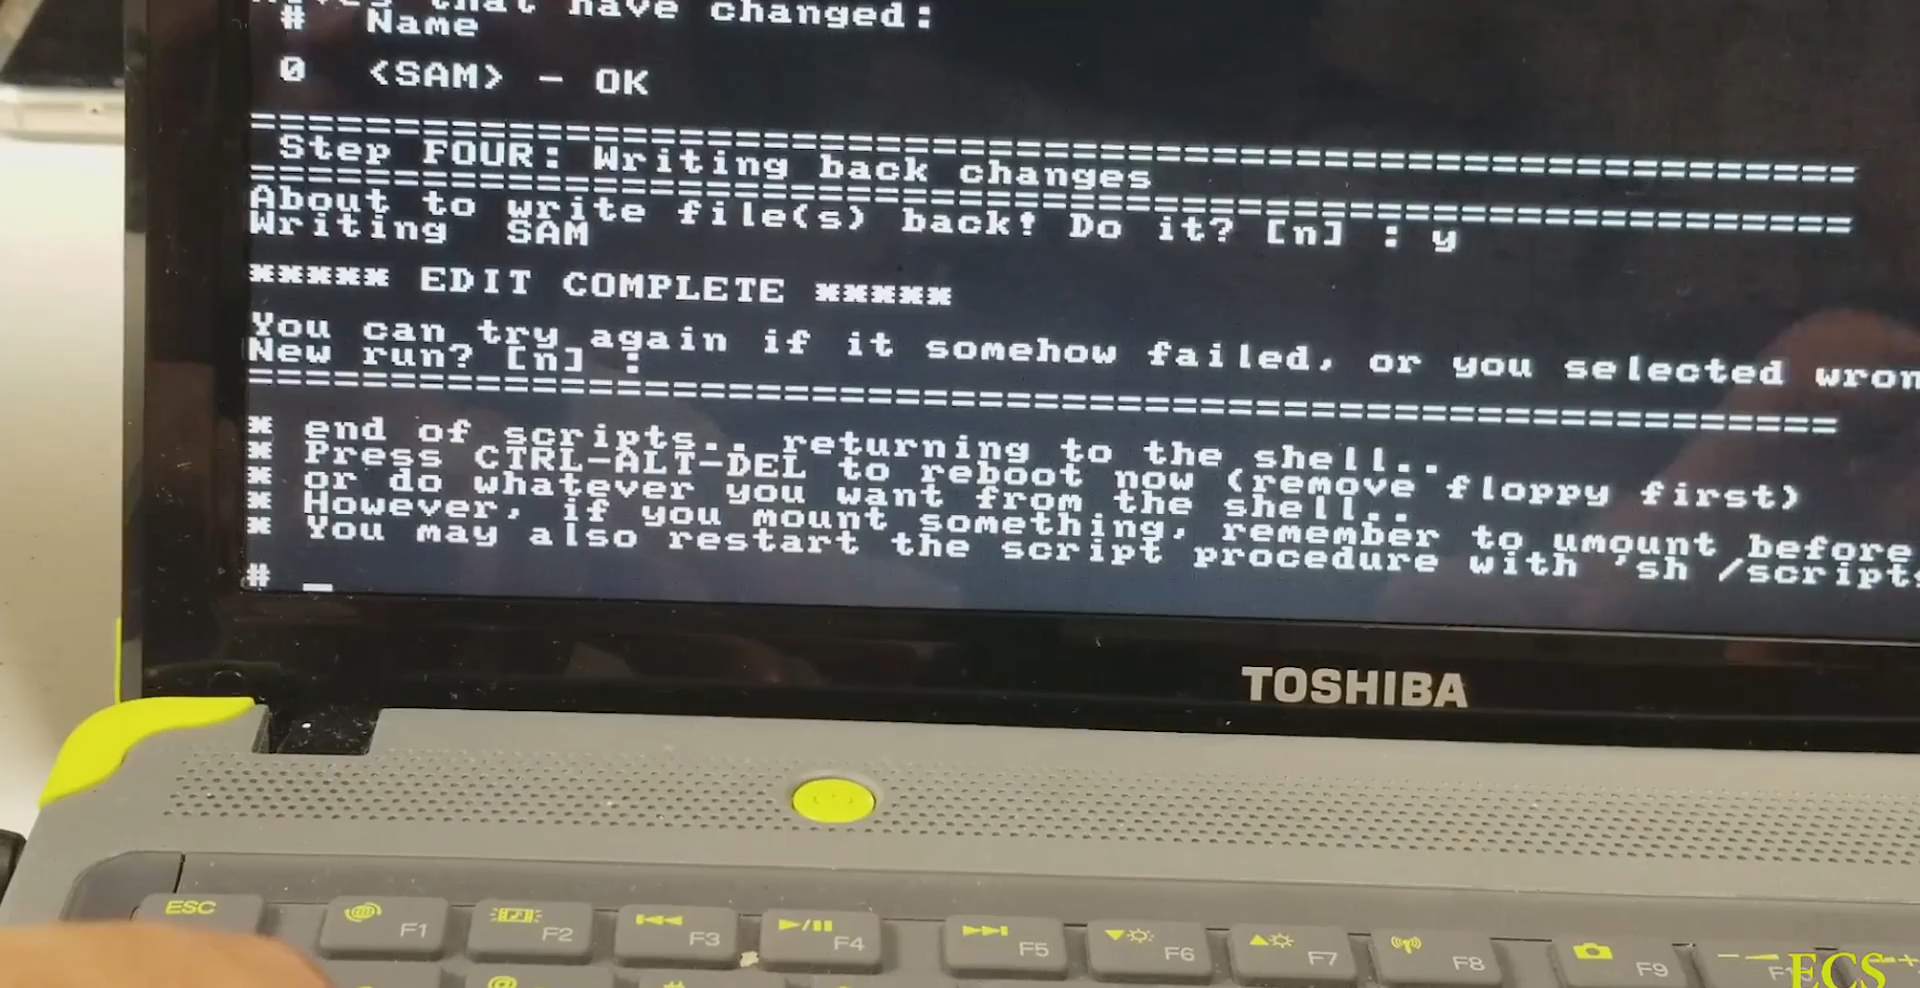 that have changed:
# Name
0 <SAM> - OK
=================================================================
Step FOUR: Writing back changes
=================================================================
About to write file(s) back! Do it? [n] : y
Writing SAM
***** EDIT COMPLETE *****
You can try again if it somehow failed, or you selected wron
New run? [n] :
=================================================================
* end of scripts.. returning to the shell..
* Press CTRL-ALT-DEL to reboot now (remove floppy first)
* or do whatever you want from the shell..
* However, if you mount something, remember to umount before
* You may also restart the script procedure with 'sh /scripts
# _
TOSHIBA
ESC F1 F2 F3 F4 F5 F6 F7 F8 F9
@ #
ECS